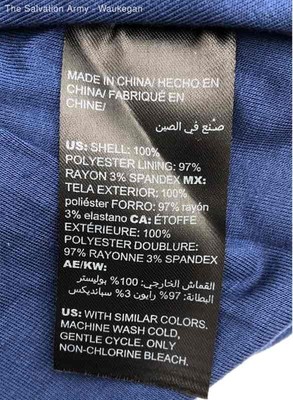 The Salvation Army - Waukegan
MADE IN CHINA/ HECHO EN
CHINA/ FABRIQUÉ EN
CHINE/
صنع في الصين
US: SHELL: 100%
POLYESTER LINING: 97%
RAYON 3% SPANDEX MX:
TELA EXTERIOR: 100%
poliéster FORRO: 97% rayón
3% elastano CA: ÉTOFFE
EXTÉRIEURE: 100%
POLYESTER DOUBLURE:
97% RAYONNE 3% SPANDEX
AE/KW:
القماش الخارجي: 100% بوليستر
البطانة: 97% رايون 3% سبانديكس
US: WITH SIMILAR COLORS.
MACHINE WASH COLD,
GENTLE CYCLE. ONLY
NON-CHLORINE BLEACH.